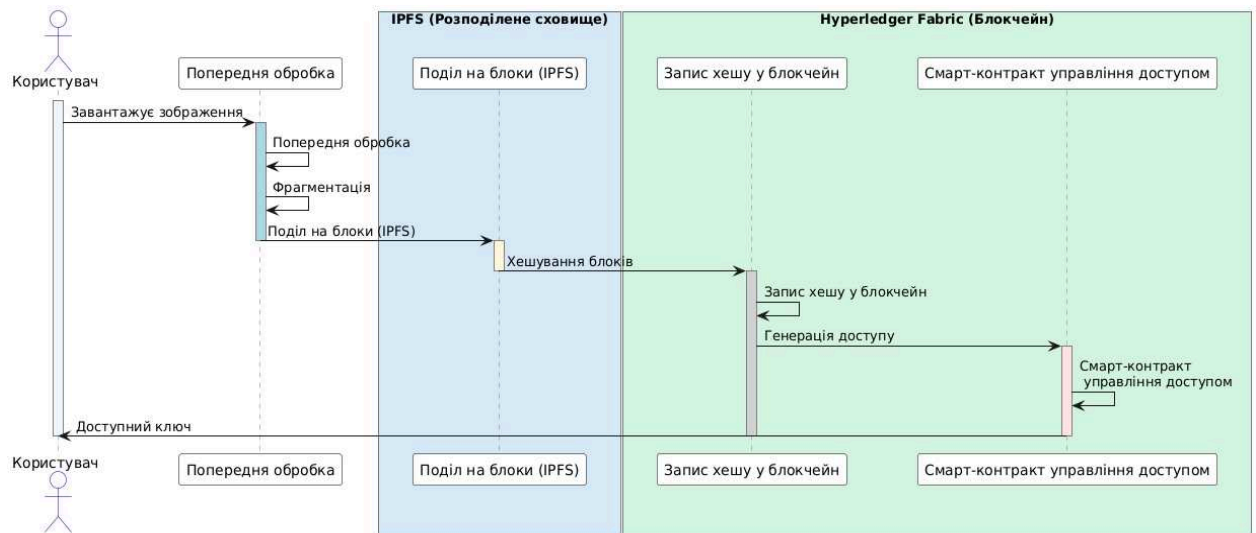 IPFS (Розподілене сховище)
Hyperledger Fabric (Блокчейн)
Користувач
Попередня обробка
Поділ на блоки (IPFS)
Запис хешу у блокчейн
Смарт-контракт управління доступом
Завантажує зображення
Попередня обробка
Фрагментація
Поділ на блоки (IPFS)
Хешування блоків
Запис хешу у блокчейн
Генерація доступу
Смарт-контракт
управління доступом
Доступний ключ
Користувач
Попередня обробка
Поділ на блоки (IPFS)
Запис хешу у блокчейн
Смарт-контракт управління доступом